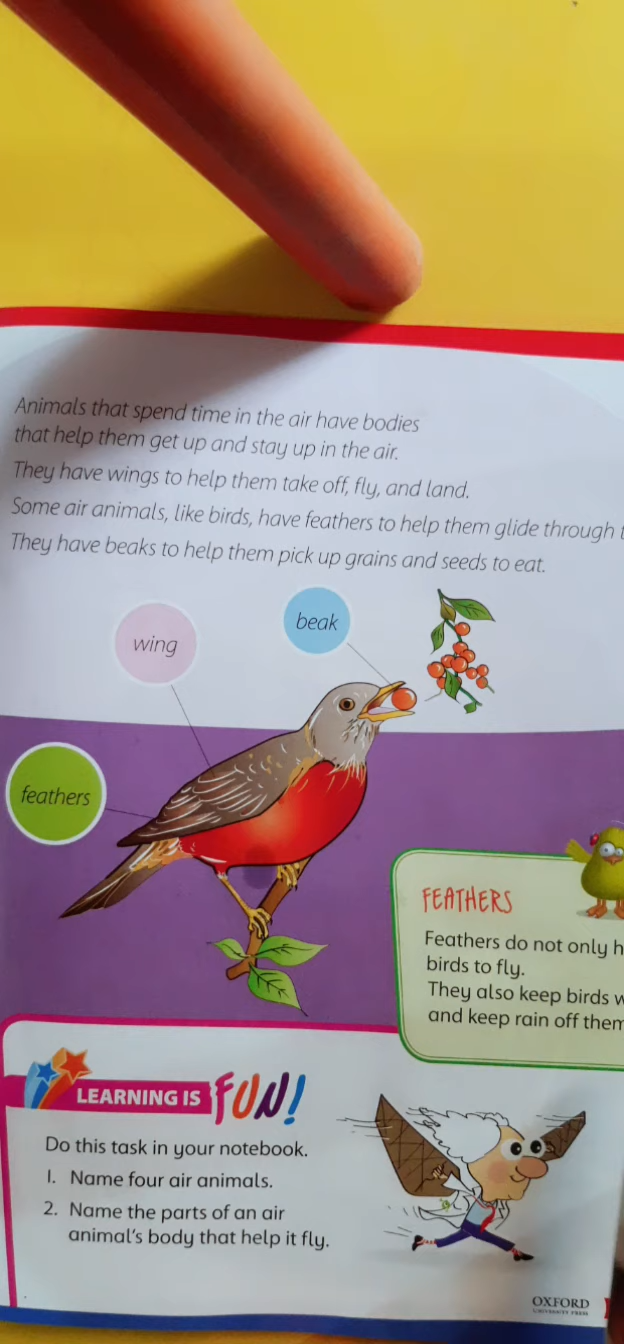 Animals that spend time in the air have bodies
that help them get up and stay up in the air.
They have wings to help them take off, fly, and land.
Some air animals, like birds, have feathers to help them glide through
They have beaks to help them pick up grains and seeds to eat.
beak
wing
feathers
FEATHERS
Feathers do not only
birds to fly.
They also keep birds
and keep rain off them
LEARNING IS FUN!
Do this task in your notebook.
1. Name four air animals.
2. Name the parts of an air
animal's body that help it fly.
OXFORD
UNIVERSITY PRESS